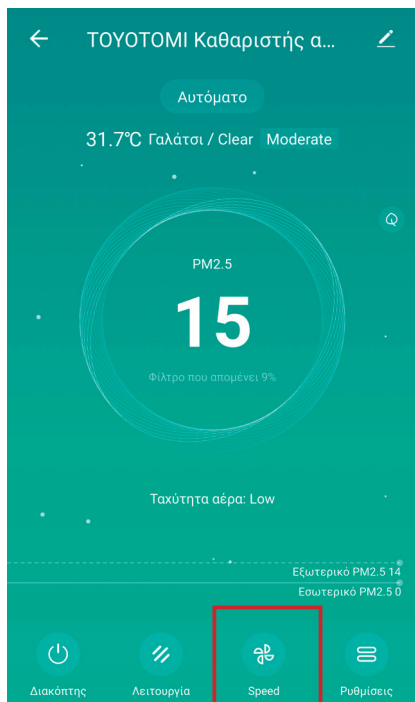 TOYOTOMI Καθαριστής α...
Αυτόματο
31.7℃ Γαλάτσι / Clear Moderate
PM2.5
15
Φίλτρο που απομένει 9%
Ταχύτητα αέρα: Low
Εξωτερικό PM2.5 14
Εσωτερικό PM2.5 0
Διακόπτης Λειτουργία Speed Ρυθμίσεις